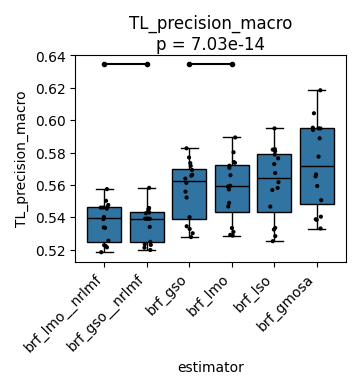 TL_precision_macro
p = 7.03e-14
TL_precision_macro
0.64
0.62
0.60
0.58
0.56
0.54
0.52
brf_lmo__nrlmf
brf_gso__nrlmf
brf_gso
brf_lmo
brf_lso
brf_gmosa
estimator